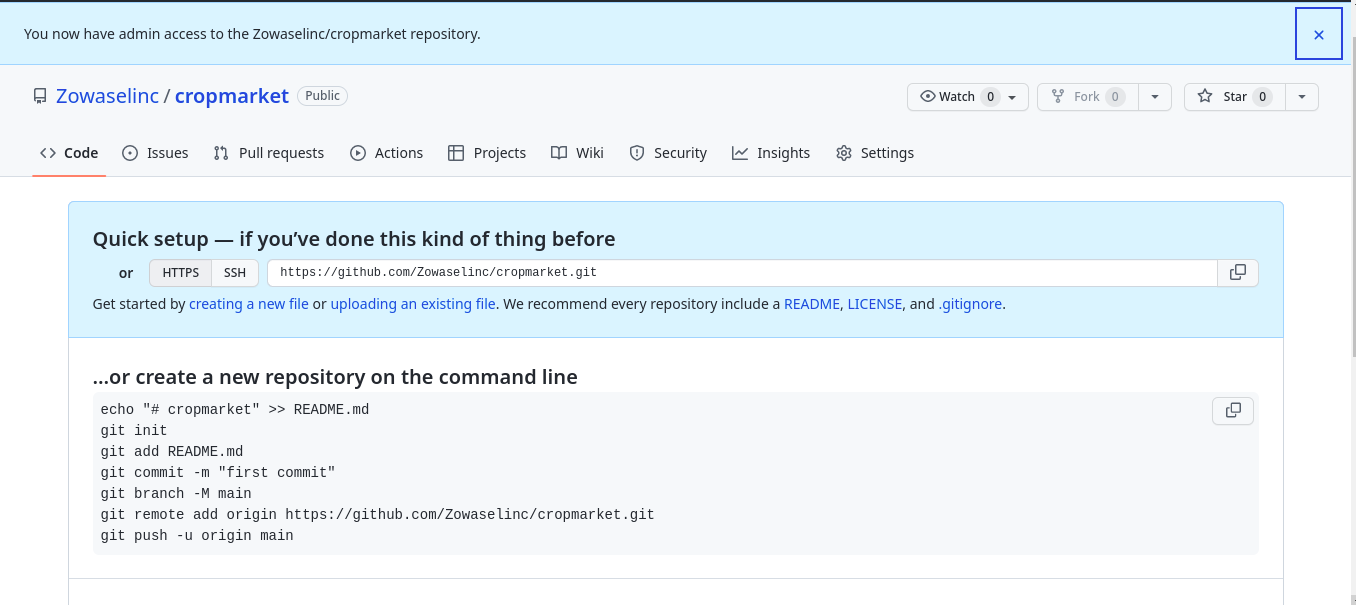 You now have admin access to the Zowaselinc/cropmarket repository.
Zowaselinc / cropmarket Public
Watch 0 Fork 0 Star 0
Code Issues Pull requests Actions Projects Wiki Security Insights Settings
Quick setup — if you’ve done this kind of thing before
or HTTPS SSH https://github.com/Zowaselinc/cropmarket.git
Get started by creating a new file or uploading an existing file. We recommend every repository include a README, LICENSE, and .gitignore.
…or create a new repository on the command line
echo "# cropmarket" >> README.md
git init
git add README.md
git commit -m "first commit"
git branch -M main
git remote add origin https://github.com/Zowaselinc/cropmarket.git
git push -u origin main